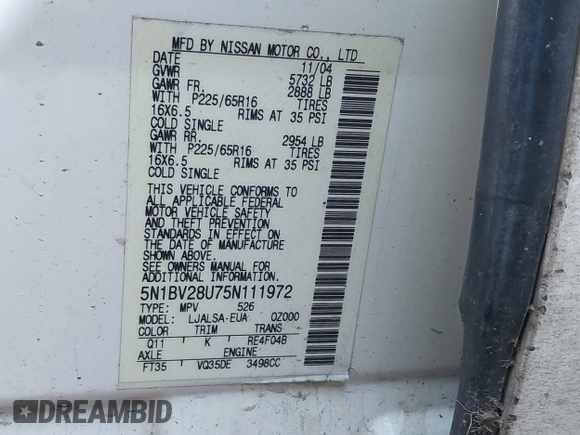 MFD BY NISSAN MOTOR CO., LTD
DATE 11/04
GVWR 5732 LB
GAWR FR. 2888 LB
WITH P225/65R16 TIRES
16X6.5 RIMS AT 35 PSI
COLD SINGLE
GAWR RR. 2954 LB
WITH P225/65R16 TIRES
16X6.5 RIMS AT 35 PSI
COLD SINGLE
THIS VEHICLE CONFORMS TO
ALL APPLICABLE FEDERAL
MOTOR VEHICLE SAFETY
AND THEFT PREVENTION
STANDARDS IN EFFECT ON
THE DATE OF MANUFACTURE
SHOWN ABOVE.
SEE OWNERS MANUAL FOR
ADDITIONAL INFORMATION.
5N1BV28U75N111972
TYPE: MPV 526
MODEL: LJALSA-EUA 0Z000
COLOR TRIM TRANS
Q11 K RE4F04B
AXLE ENGINE
FT35 VQ35DE 3498CC
DREAMBID